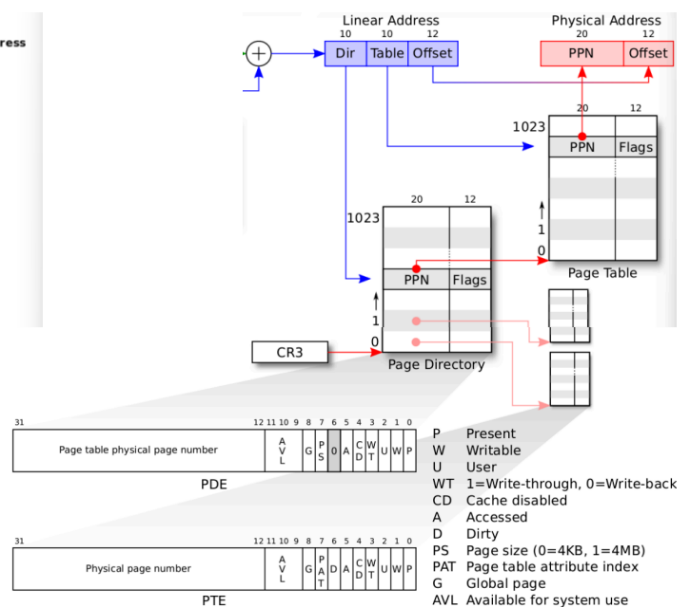 ress
Linear Address
10 10 12
Dir Table Offset
+
Physical Address
20 12
PPN Offset
20 12
1023
PPN Flags
1
0
Page Table
20 12
1023
PPN Flags
1
0
Page Directory
CR3
31 12 11 10 9 8 7 6 5 4 3 2 1 0
Page table physical page number AVL G PS 0 A CD WT U W P
PDE
31 12 11 10 9 8 7 6 5 4 3 2 1 0
Physical page number AVL G PAT D A CD WT U W P
PTE
P Present
W Writable
U User
WT 1=Write-through, 0=Write-back
CD Cache disabled
A Accessed
D Dirty
PS Page size (0=4KB, 1=4MB)
PAT Page table attribute index
G Global page
AVL Available for system use